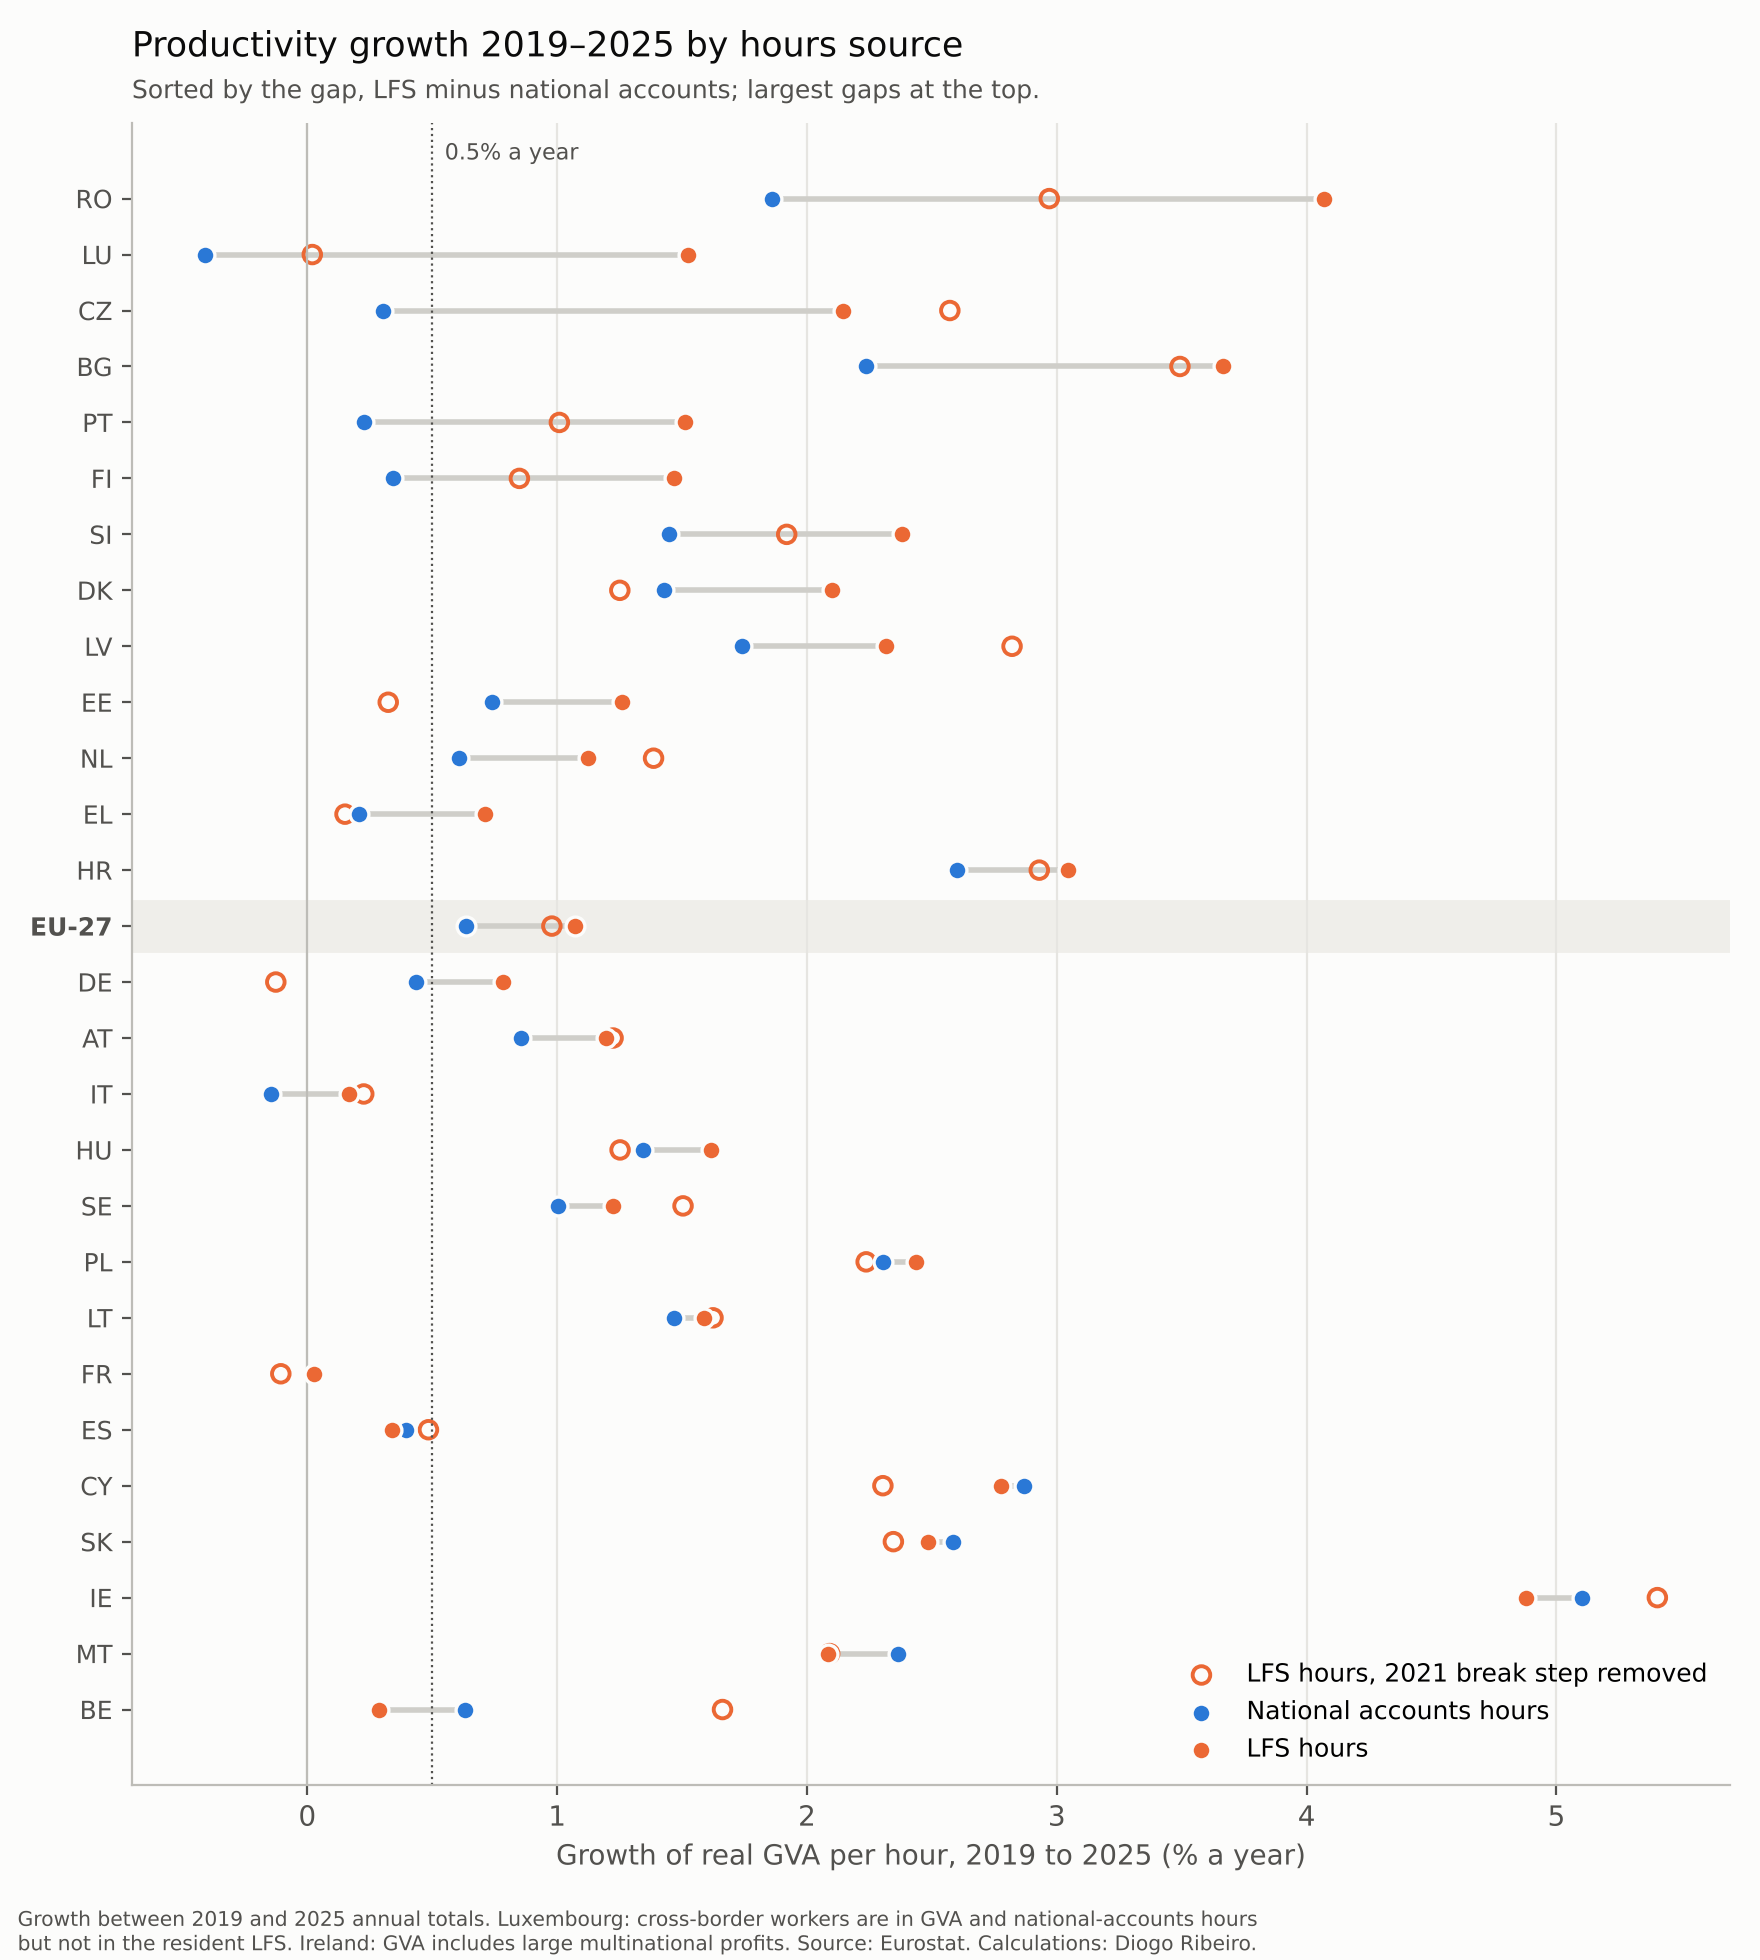 Productivity growth 2019–2025 by hours source
Sorted by the gap, LFS minus national accounts; largest gaps at the top.
0.5% a year
RO
LU
CZ
BG
PT
FI
SI
DK
LV
EE
NL
EL
HR
EU-27
DE
AT
IT
HU
SE
PL
LT
FR
ES
CY
SK
IE
MT
BE
LFS hours, 2021 break step removed
National accounts hours
LFS hours
0 1 2 3 4 5
Growth of real GVA per hour, 2019 to 2025 (% a year)
Growth between 2019 and 2025 annual totals. Luxembourg: cross-border workers are in GVA and national-accounts hours
but not in the resident LFS. Ireland: GVA includes large multinational profits. Source: Eurostat. Calculations: Diogo Ribeiro.